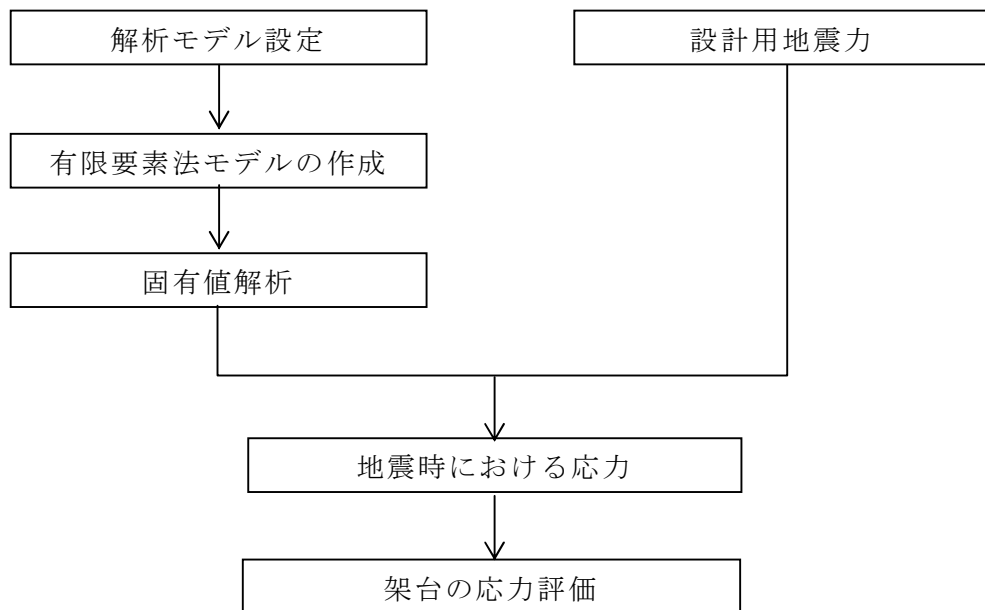 解析モデル設定
設計用地震力
有限要素法モデルの作成
固有値解析
地震時における応力
架台の応力評価